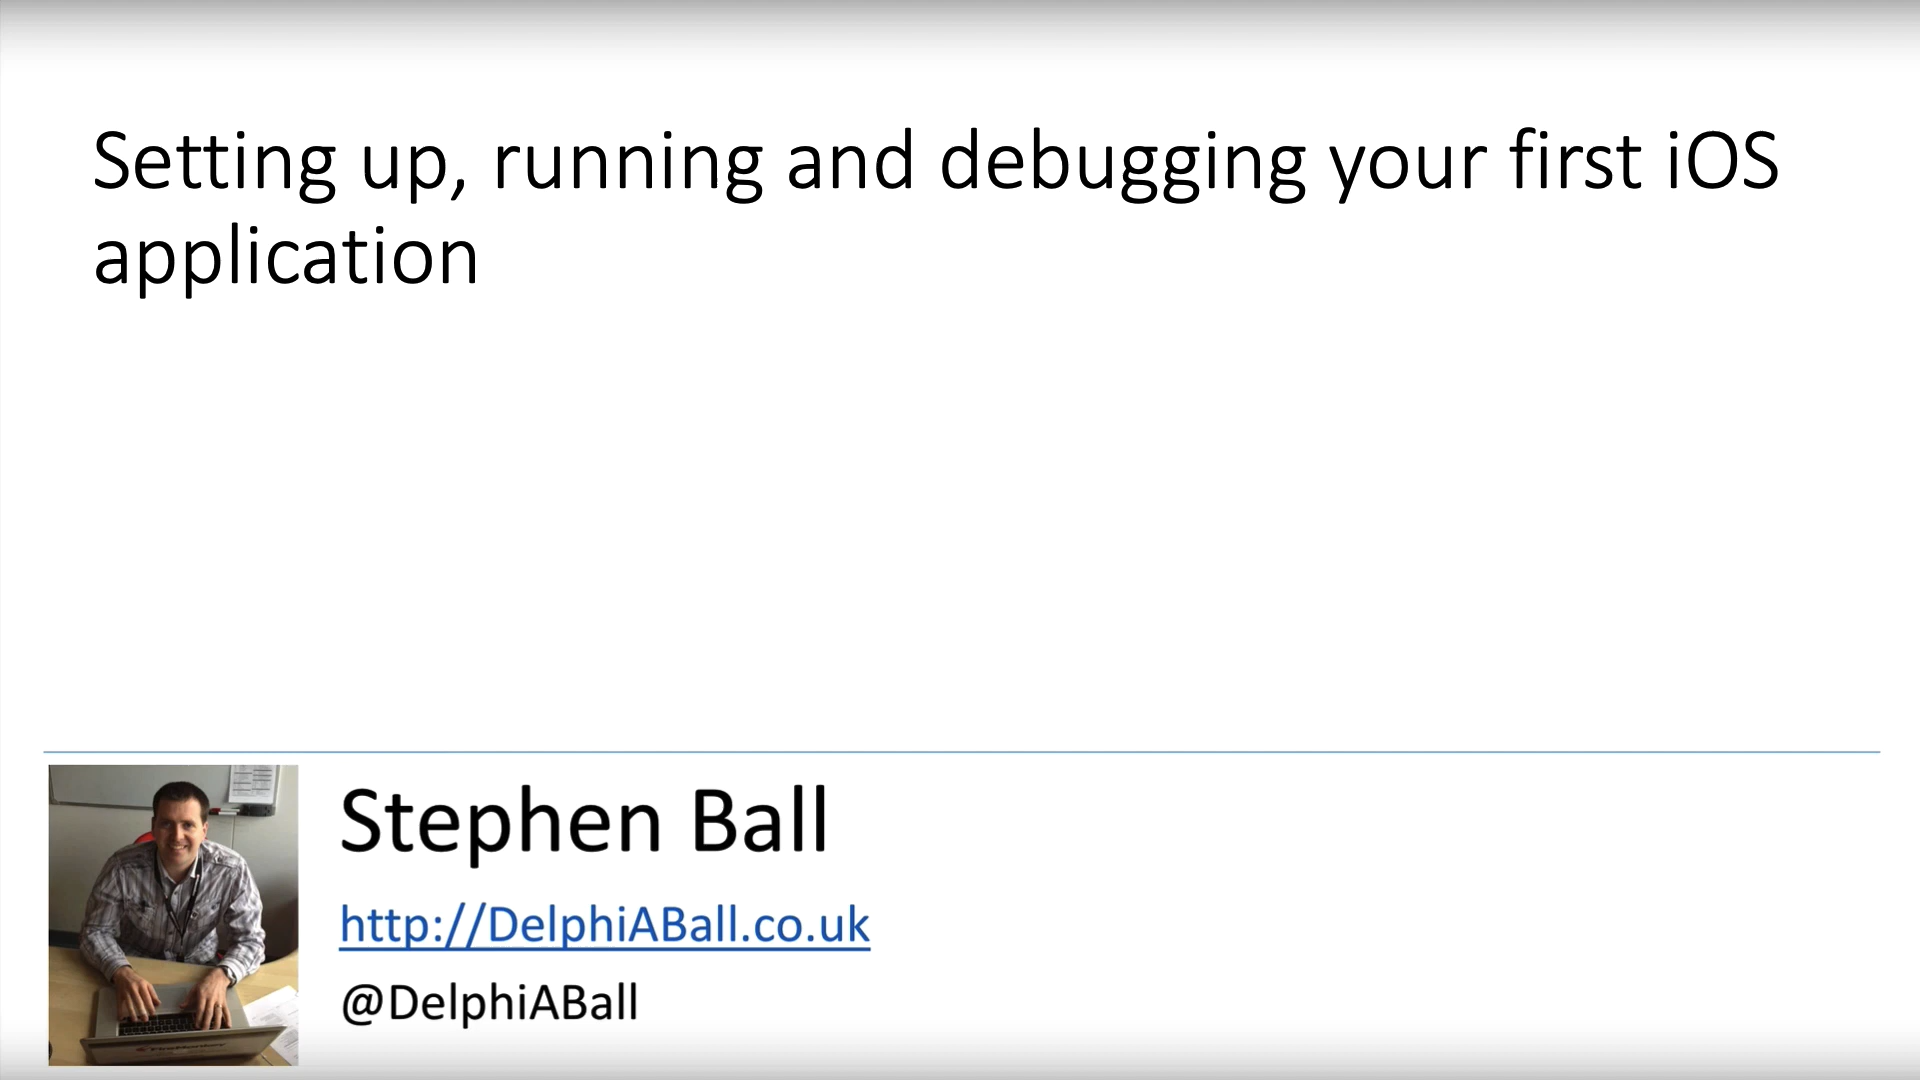 Setting up, running and debugging your first iOS
application
Stephen Ball
http://DelphiABall.co.uk
@DelphiABall